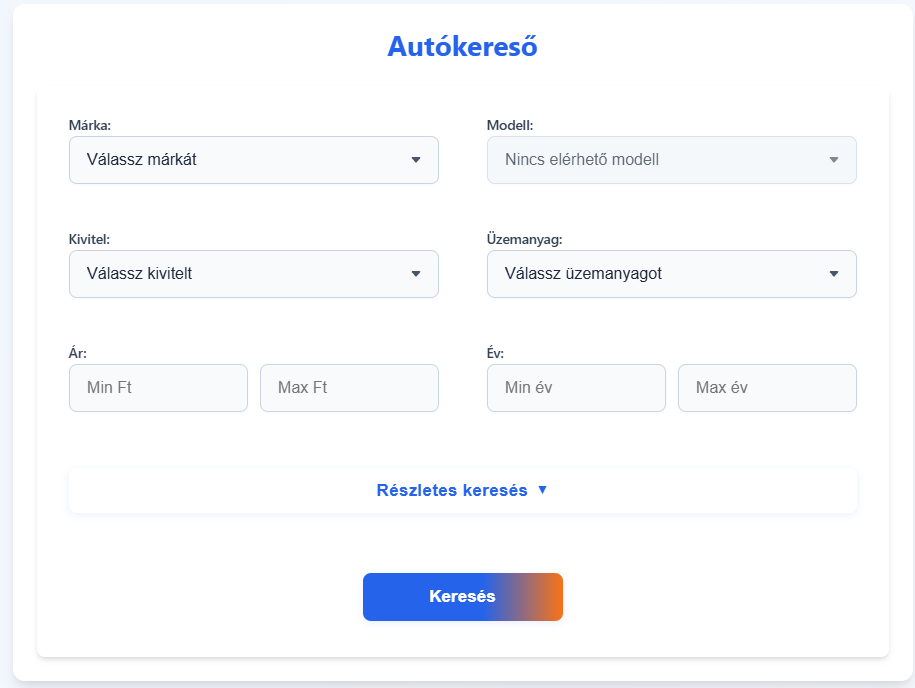 Autókereső
Márka:
Modell:
Válassz márkát
Nincs elérhető modell
Kivitel:
Üzemanyag:
Válassz kivitelt
Válassz üzemanyagot
Ár:
Év:
Min Ft
Max Ft
Min év
Max év
Részletes keresés ▼
Keresés